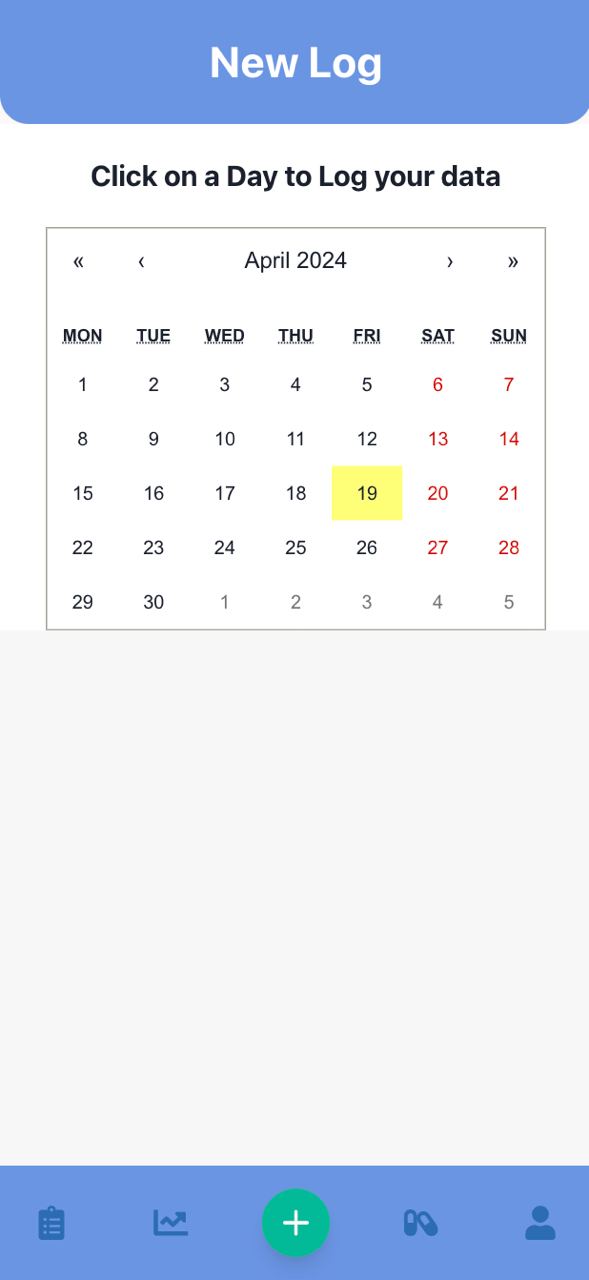 New Log
Click on a Day to Log your data
« ‹ April 2024 › »
MON TUE WED THU FRI SAT SUN
1 2 3 4 5 6 7
8 9 10 11 12 13 14
15 16 17 18 19 20 21
22 23 24 25 26 27 28
29 30 1 2 3 4 5